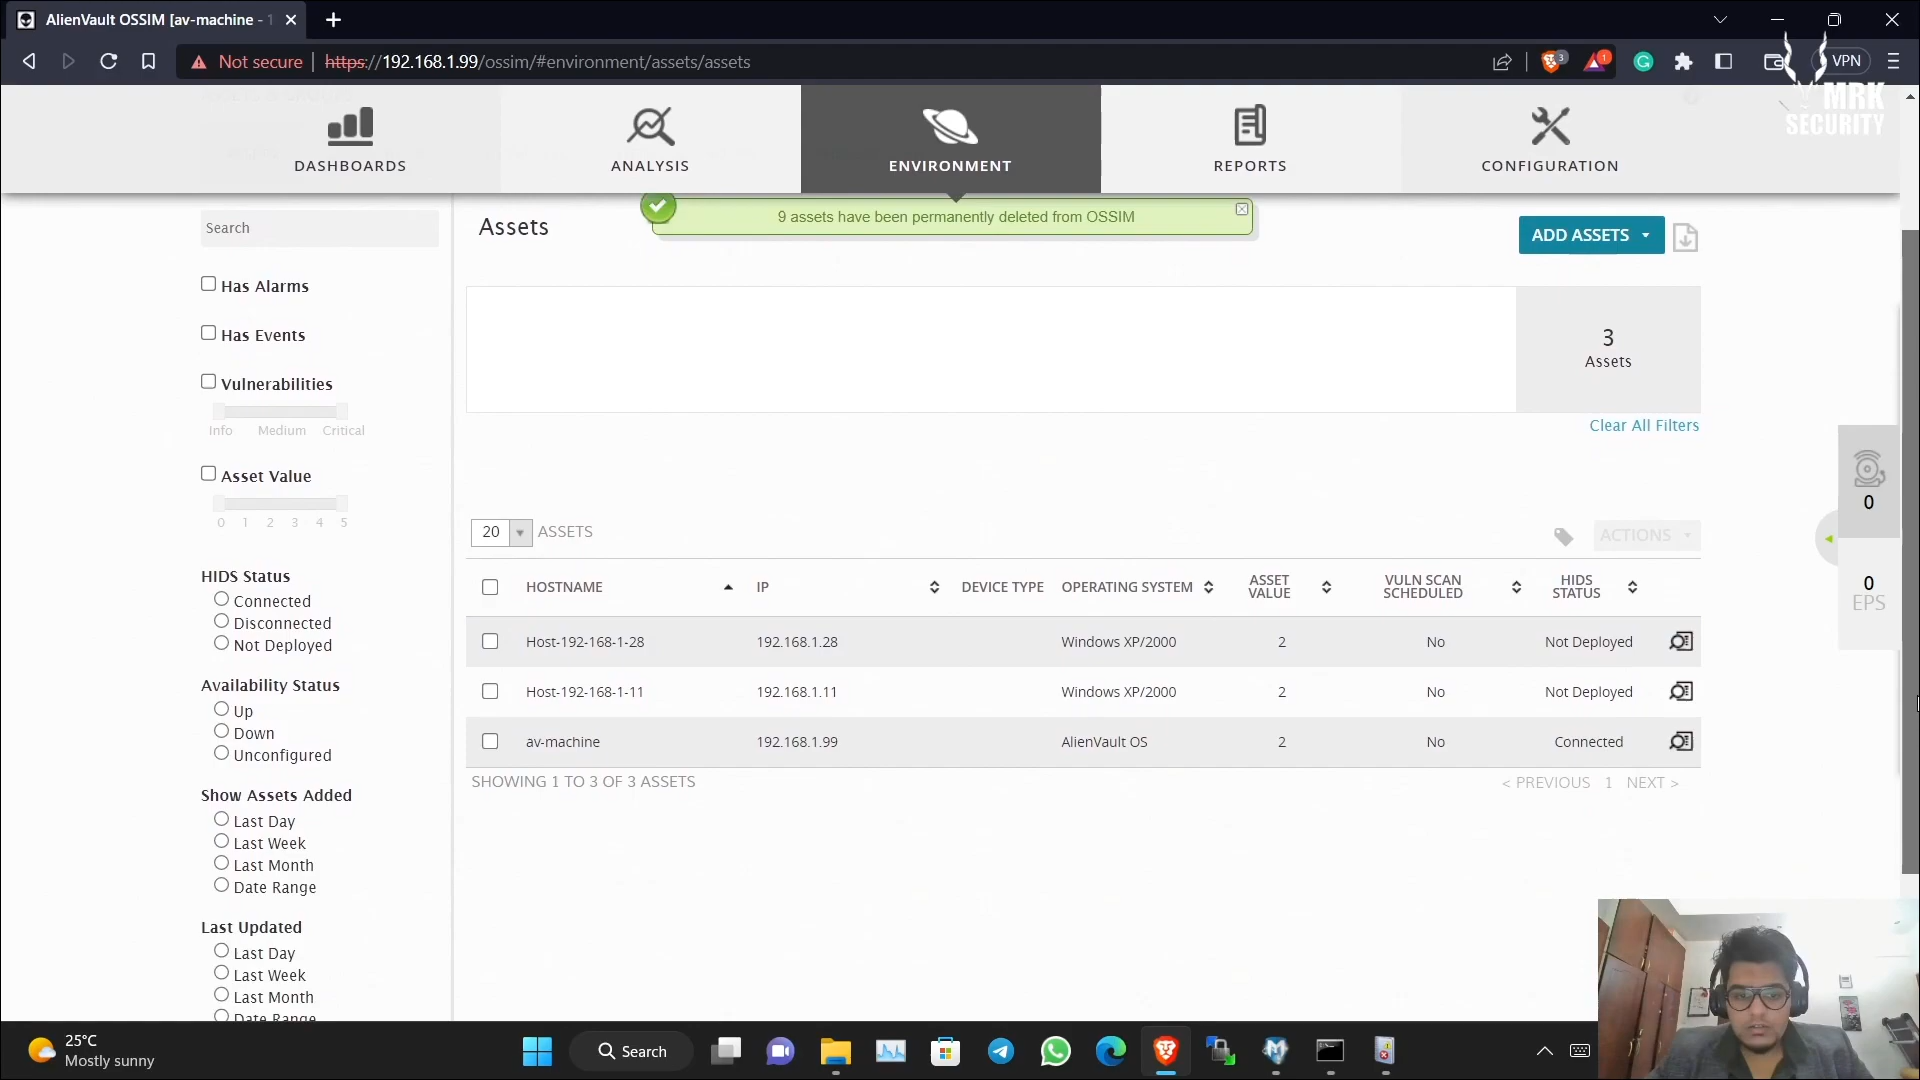 AlienVault OSSIM [av-machine - 1
Not secure
https://192.168.1.99/ossim/#environment/assets/assets
3
1
VPN
MRK
SECURITY
DASHBOARDS
ANALYSIS
ENVIRONMENT
REPORTS
CONFIGURATION
Search
Assets
9 assets have been permanently deleted from OSSIM
ADD ASSETS
Has Alarms
Has Events
Vulnerabilities
Info Medium Critical
Asset Value
0 1 2 3 4 5
HIDS Status
Connected
Disconnected
Not Deployed
Availability Status
Up
Down
Unconfigured
Show Assets Added
Last Day
Last Week
Last Month
Date Range
Last Updated
Last Day
Last Week
Last Month
Date Range
3
Assets
Clear All Filters
20 ASSETS
ACTIONS
HOSTNAME IP DEVICE TYPE OPERATING SYSTEM ASSET VALUE VULN SCAN SCHEDULED HIDS STATUS
Host-192-168-1-28 192.168.1.28 Windows XP/2000 2 No Not Deployed
Host-192-168-1-11 192.168.1.11 Windows XP/2000 2 No Not Deployed
av-machine 192.168.1.99 AlienVault OS 2 No Connected
SHOWING 1 TO 3 OF 3 ASSETS
< PREVIOUS 1 NEXT >
0
0
EPS
25°C
Mostly sunny
Search